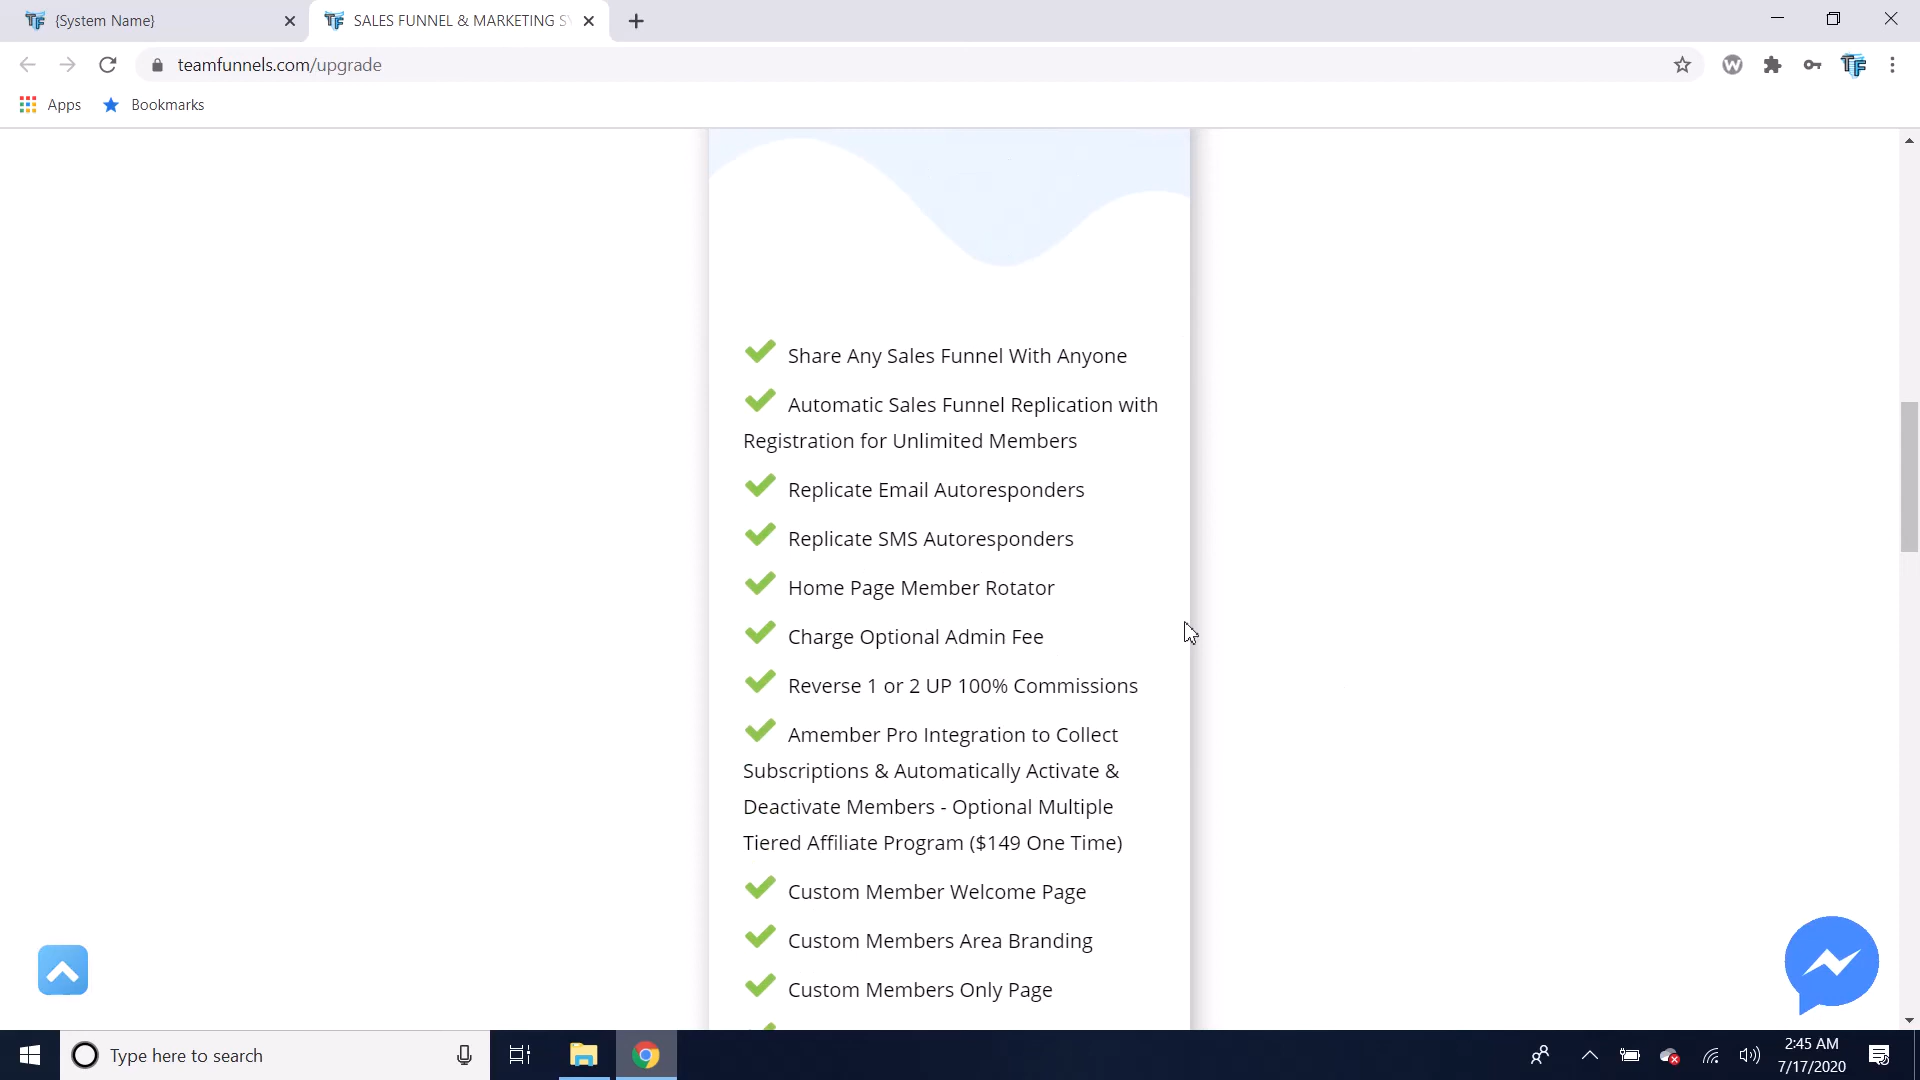 {System Name}
SALES FUNNEL & MARKETING S
teamfunnels.com/upgrade
Apps
Bookmarks
Share Any Sales Funnel With Anyone
Automatic Sales Funnel Replication with
Registration for Unlimited Members
Replicate Email Autoresponders
Replicate SMS Autoresponders
Home Page Member Rotator
Charge Optional Admin Fee
Reverse 1 or 2 UP 100% Commissions
Amember Pro Integration to Collect
Subscriptions & Automatically Activate &
Deactivate Members - Optional Multiple
Tiered Affiliate Program ($149 One Time)
Custom Member Welcome Page
Custom Members Area Branding
Custom Members Only Page
Type here to search
2:45 AM
7/17/2020